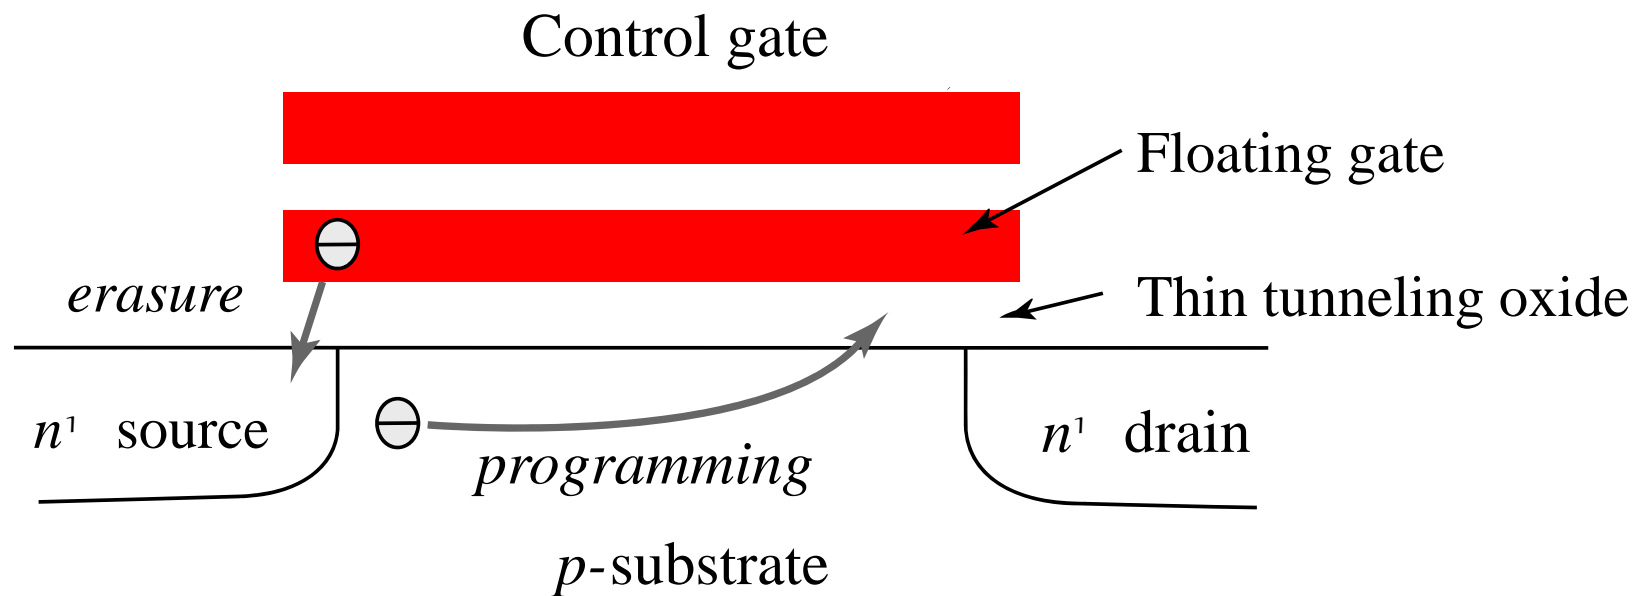 Control gate
Floating gate
erasure
Thin tunneling oxide
n¹ source
n¹ drain
programming
p-substrate